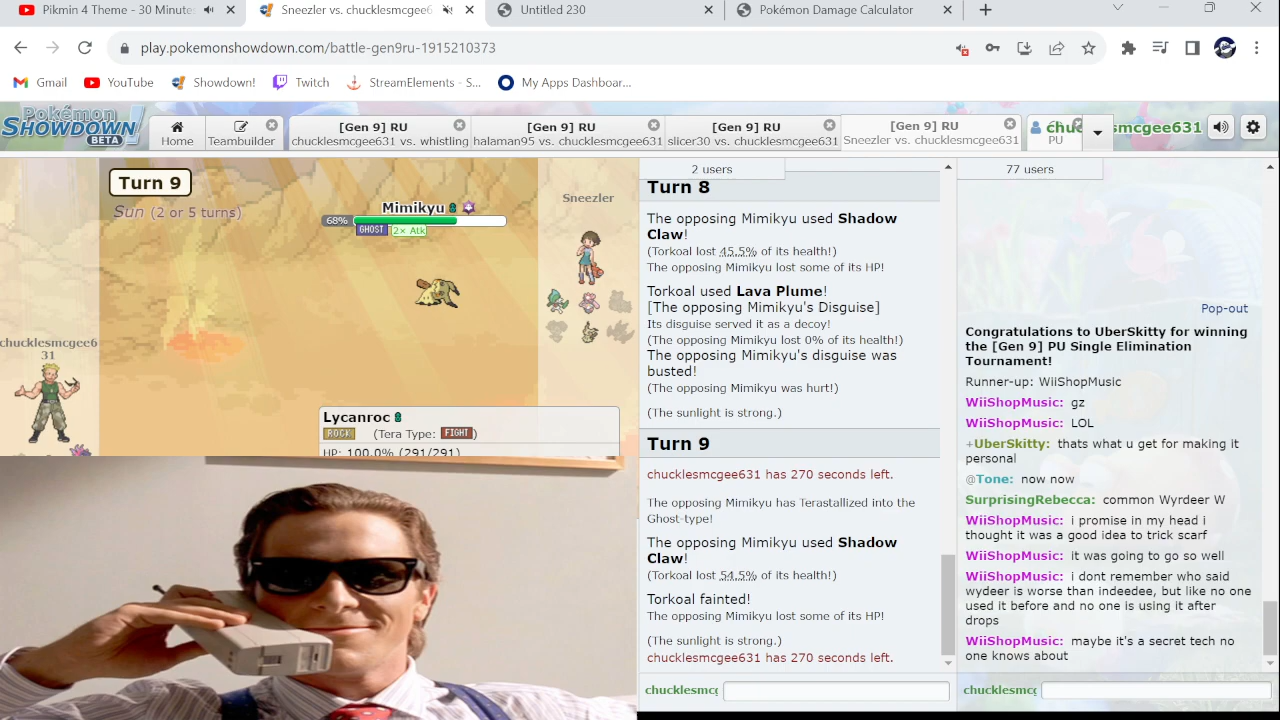 Pikmin 4 Theme - 30 Minute
Sneezler vs. chucklesmcgee6
Untitled 230
Pokémon Damage Calculator
play.pokemonshowdown.com/battle-gen9ru-1915210373
Gmail
YouTube
Showdown!
Twitch
StreamElements - S...
My Apps Dashboar...
Pokémon
SHOWDOWN
BETA
Home
Teambuilder
[Gen 9] RU
chucklesmcgee631 vs. whistling
[Gen 9] RU
halaman95 vs. chucklesmcgee631
[Gen 9] RU
slicer30 vs. chucklesmcgee631
[Gen 9] RU
Sneezler vs. chucklesmcgee631
PU
smcgee631
Turn 9
Sun (2 or 5 turns)
Mimikyu
68%
GHOST 2× Atk
Sneezler
chucklesmcgee6
31
Lycanroc
ROCK (Tera Type: FIGHT)
HP: 100.0% (291/291)
2 users
Turn 8
The opposing Mimikyu used Shadow
Claw!
(Torkoal lost 45.5% of its health!)
The opposing Mimikyu lost some of its HP!
Torkoal used Lava Plume!
[The opposing Mimikyu's Disguise]
Its disguise served it as a decoy!
(The opposing Mimikyu lost 0% of its health!)
The opposing Mimikyu's disguise was
busted!
(The opposing Mimikyu was hurt!)
(The sunlight is strong.)
Turn 9
chucklesmcgee631 has 270 seconds left.
The opposing Mimikyu has Terastallized into the
Ghost-type!
The opposing Mimikyu used Shadow
Claw!
(Torkoal lost 54.5% of its health!)
Torkoal fainted!
The opposing Mimikyu lost some of its HP!
(The sunlight is strong.)
chucklesmcgee631 has 270 seconds left.
chucklesmcg
77 users
Pop-out
Congratulations to UberSkitty for winning
the [Gen 9] PU Single Elimination
Tournament!
Runner-up: WiiShopMusic
WiiShopMusic: gz
WiiShopMusic: LOL
+UberSkitty: thats what u get for making it
personal
@Tone: now now
SurprisingRebecca: common Wyrdeer W
WiiShopMusic: i promise in my head i
thought it was a good idea to trick scarf
WiiShopMusic: it was going to go so well
WiiShopMusic: i dont remember who said
wydeer is worse than indeedee, but like no one
used it before and no one is using it after
drops
WiiShopMusic: maybe it's a secret tech no
one knows about
chucklesmcg